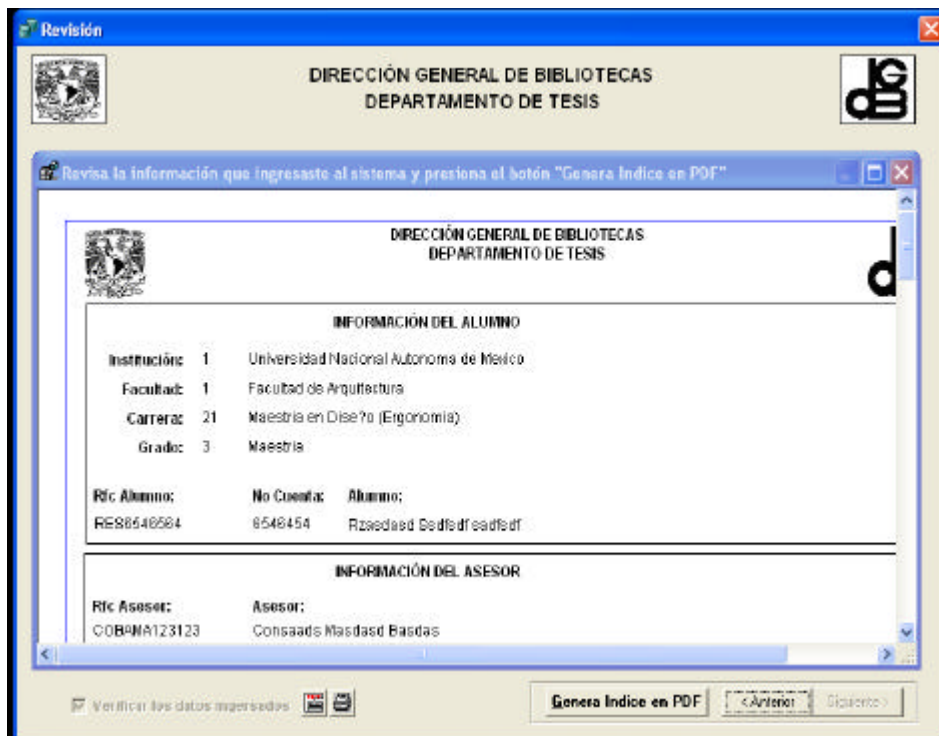 Revisión
DIRECCIÓN GENERAL DE BIBLIOTECAS
DEPARTAMENTO DE TESIS
Revisa la información que ingresaste al sistema y presiona el botón "Genera Indice en PDF"
DIRECCIÓN GENERAL DE BIBLIOTECAS
DEPARTAMENTO DE TESIS
INFORMACIÓN DEL ALUMNO
Institución: 1 Universidad Nacional Autonoma de Mexico
Facultad: 1 Facultad de Arquitectura
Carrera: 21 Maestria en Dise?o (Ergonomia)
Grado: 3 Maestria
Rfc Alumno: No Cuenta: Alumno:
6546454
INFORMACIÓN DEL ASESOR
Rfc Asesor: Asesor:
COBANA123123 Consaads Masdasd Basdas
Verificar los datos ingresados
Genera Indice en PDF < Anterior Siguiente >